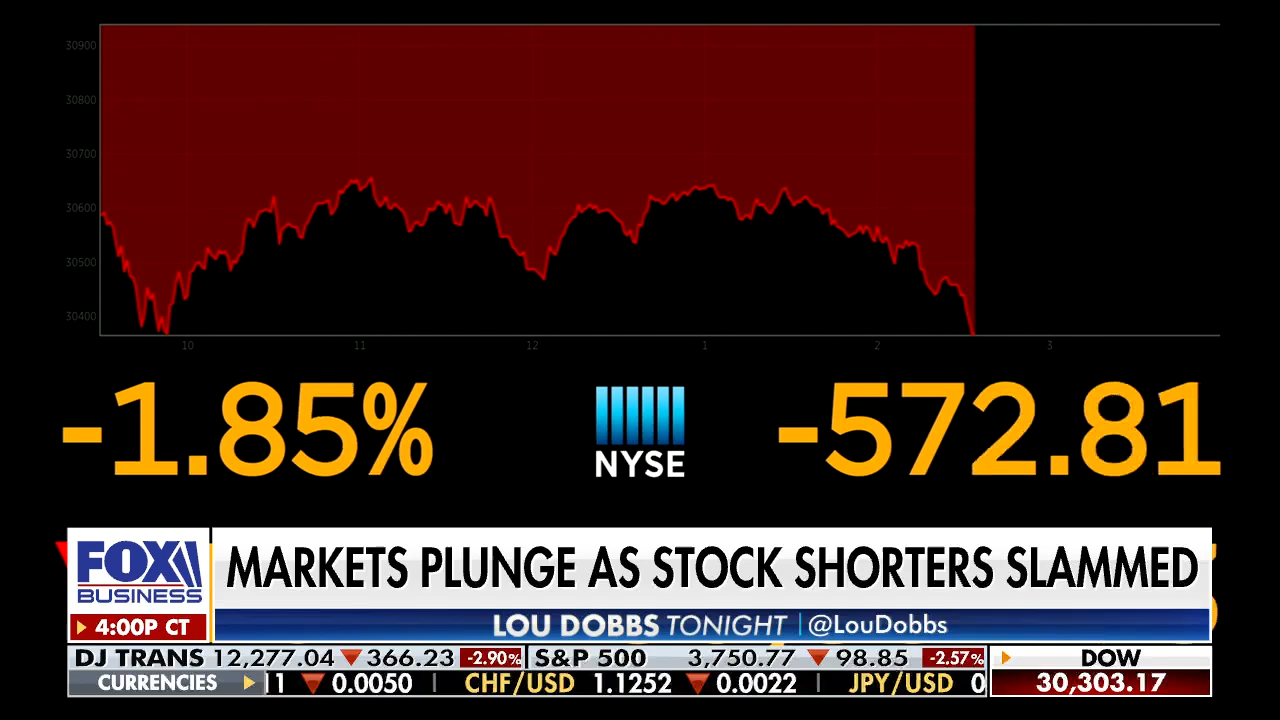 30900
30800
30700
30600
30500
30400
10 11 12 1 2 3
-1.85%
NYSE
-572.81
FOX
BUSINESS
MARKETS PLUNGE AS STOCK SHORTERS SLAMMED
4:00P CT
LOU DOBBS TONIGHT | @LouDobbs
DJ TRANS 12,277.04 ▼ 366.23 -2.90% S&P 500 3,750.77 ▼ 98.85 -2.57%
DOW
CURRENCIES 0.0050 | CHF/USD 1.1252 ▼ 0.0022 | JPY/USD 0
30,303.17